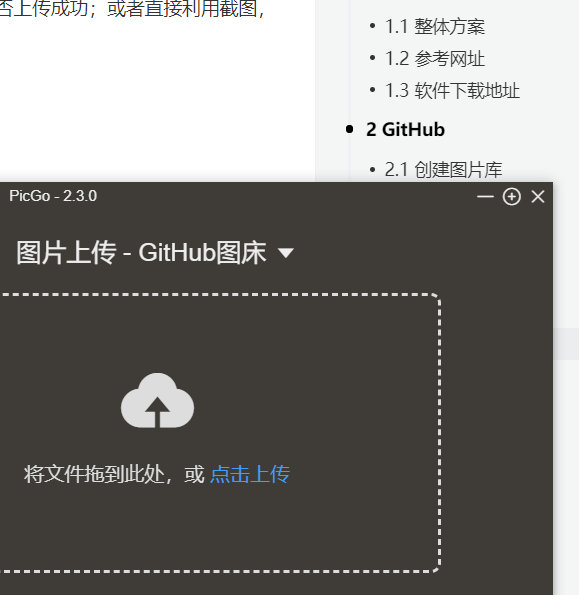 否上传成功；或者直接利用截图，
1.1 整体方案
1.2 参考网址
1.3 软件下载地址
2 GitHub
2.1 创建图片库
PicGo - 2.3.0
图片上传 - GitHub图床
将文件拖到此处，或 点击上传